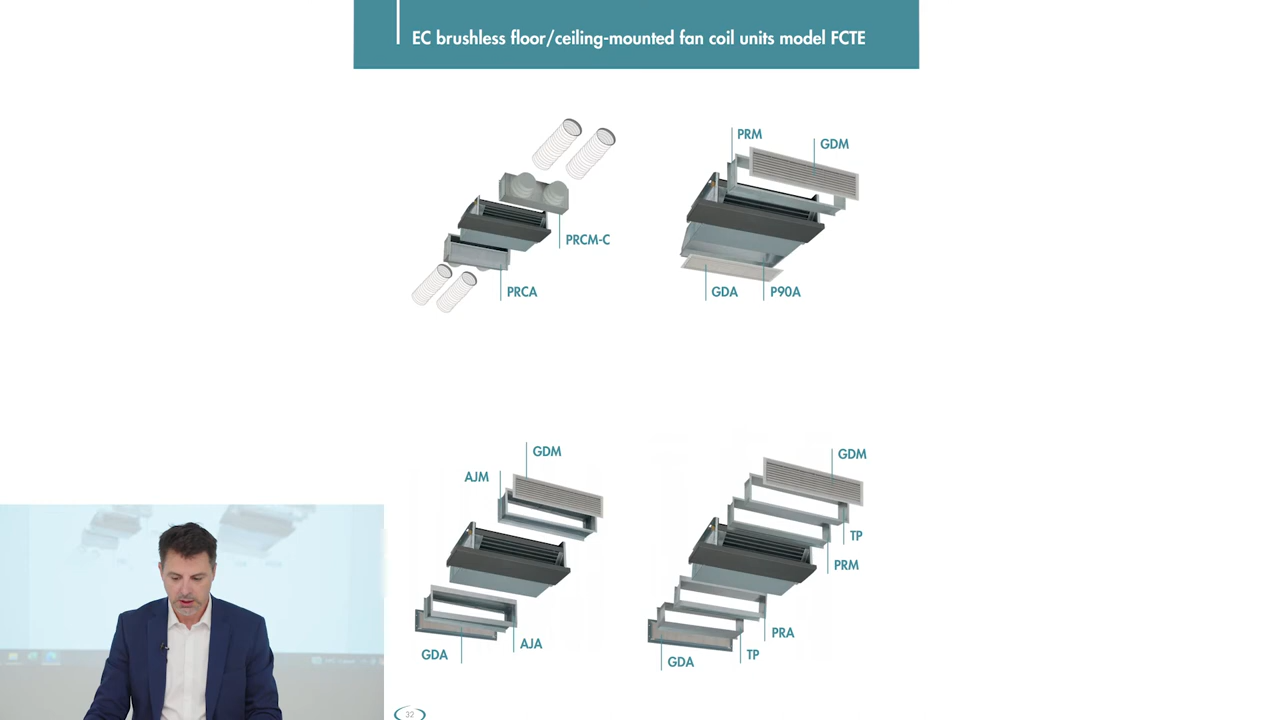 EC brushless floor/ceiling-mounted fan coil units model FCTE
PRCM-C
PRCA
PRM
GDM
GDA
P90A
GDM
AJM
GDA
AJA
GDM
TP
PRM
PRA
TP
GDA
32